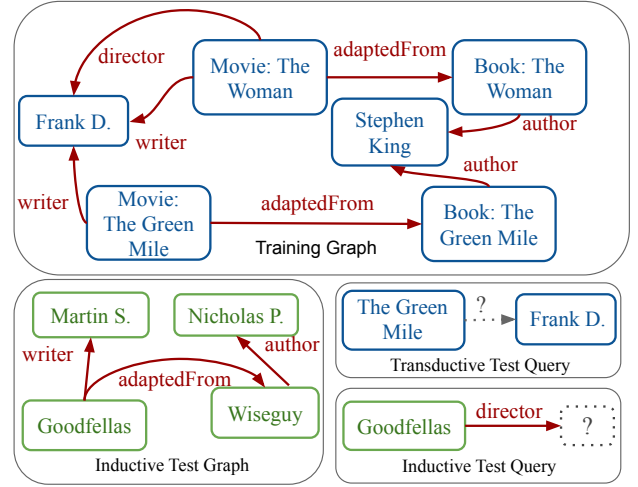 director
Movie: The
Woman
adaptedFrom
Book: The
Woman
Frank D.
writer
Stephen
King
author
author
writer
Movie:
The Green
Mile
adaptedFrom
Book: The
Green Mile
Training Graph
Martin S.
Nicholas P.
writer
author
adaptedFrom
Goodfellas
Wiseguy
Inductive Test Graph
The Green
Mile
?
Frank D.
Transductive Test Query
Goodfellas
director
?
Inductive Test Query